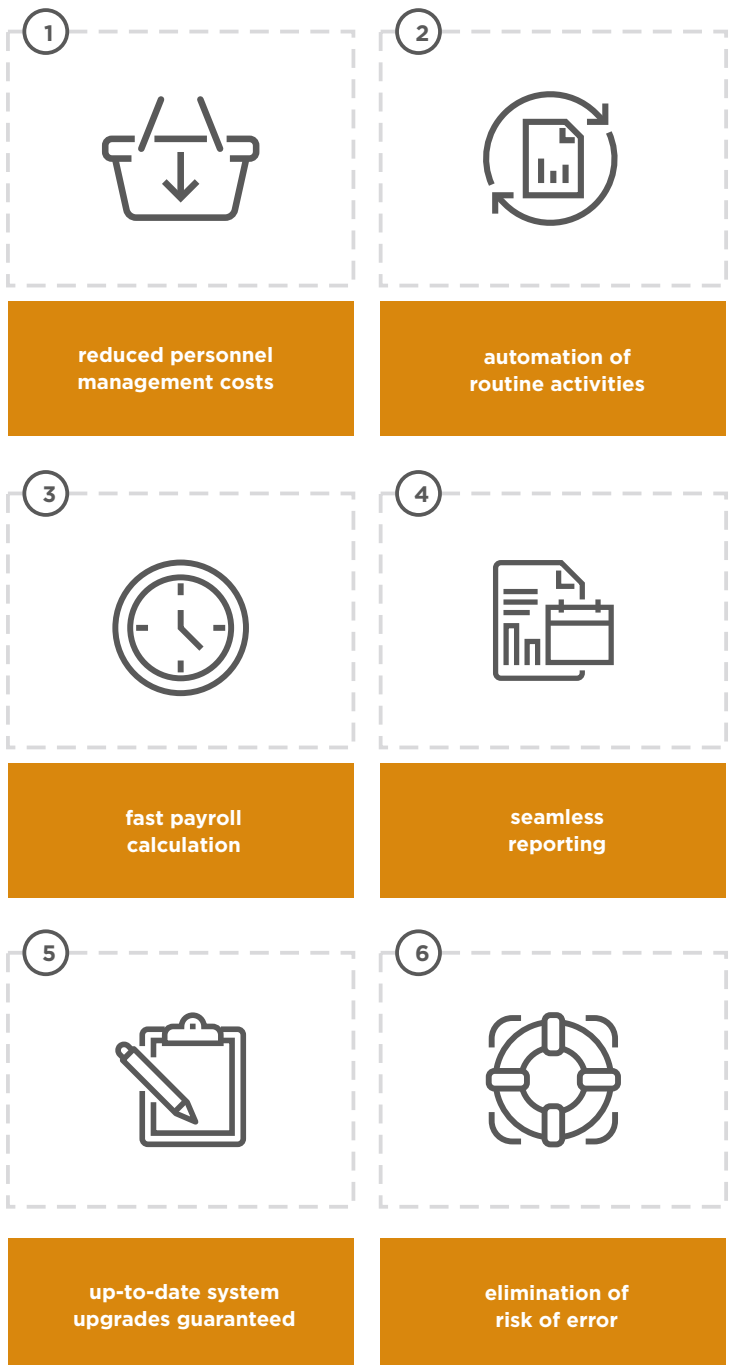 1
reduced personnel
management costs
2
automation of
routine activities
3
fast payroll
calculation
4
seamless
reporting
5
up-to-date system
upgrades guaranteed
6
elimination of
risk of error